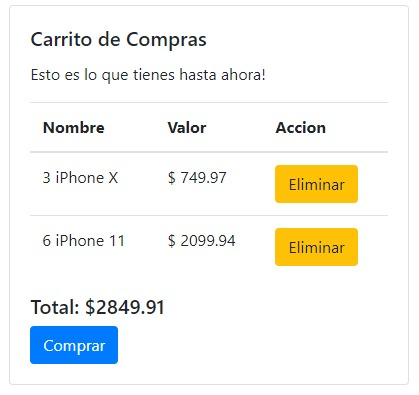 Carrito de Compras
Esto es lo que tienes hasta ahora!
Nombre Valor Accion
3 iPhone X $ 749.97 Eliminar
6 iPhone 11 $ 2099.94 Eliminar
Total: $2849.91
Comprar